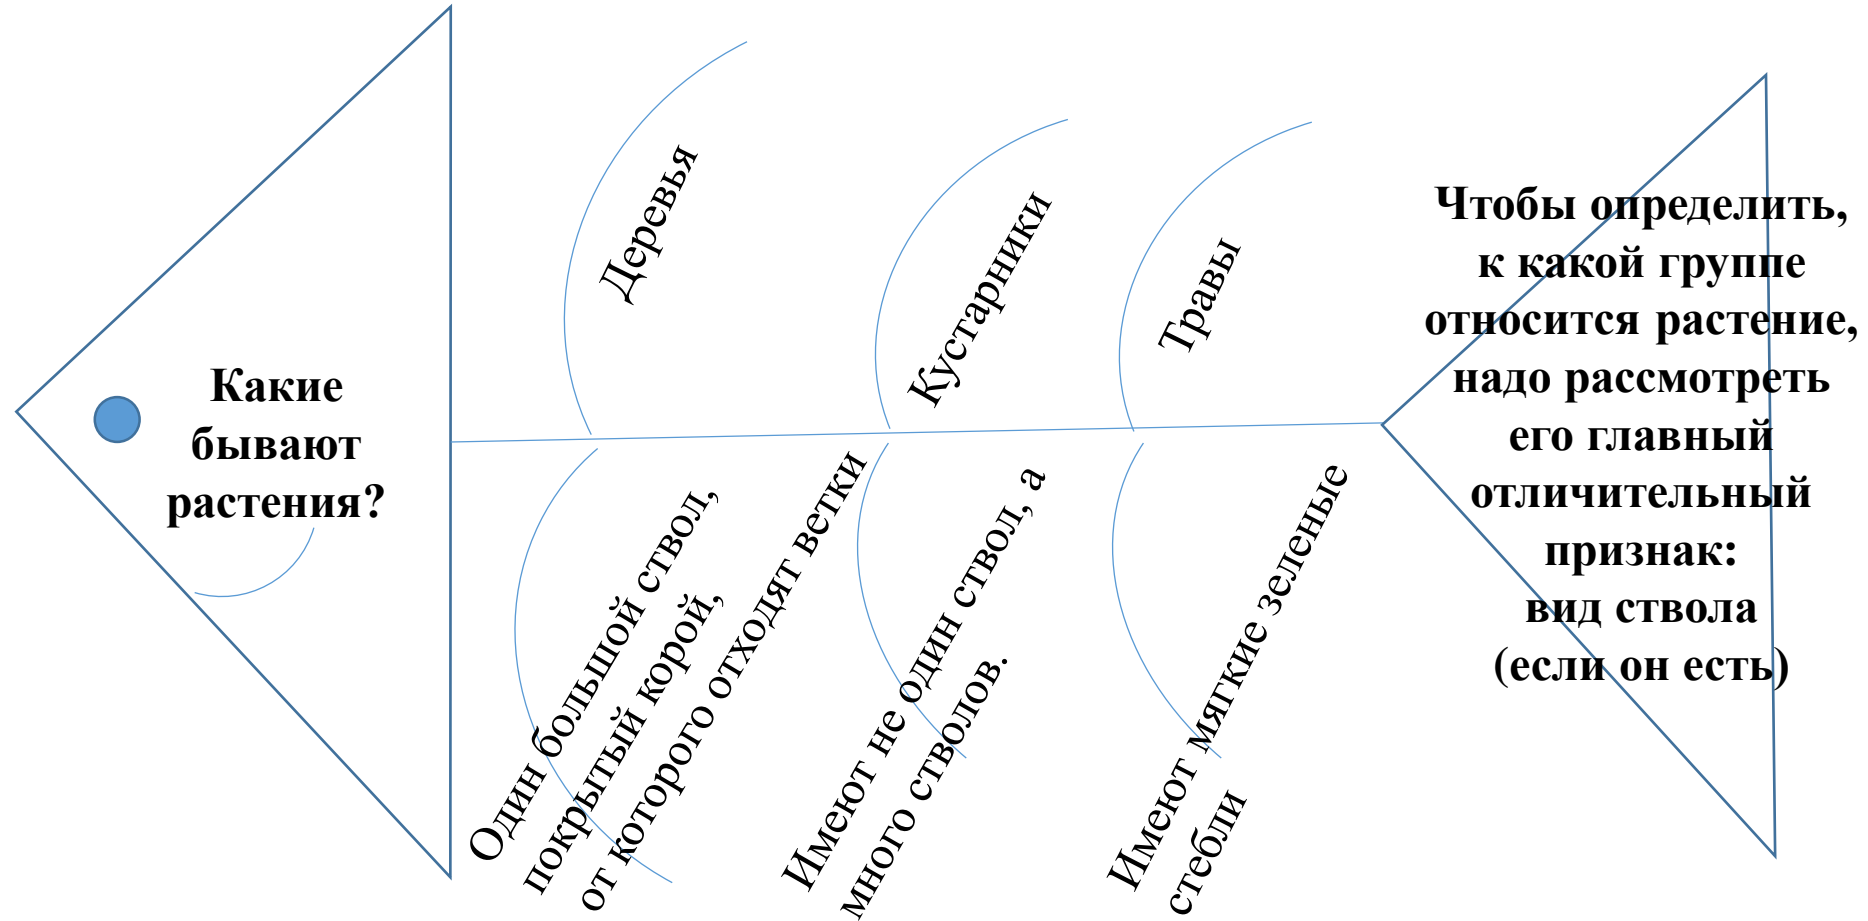 Какие
бывают
растения?
Деревья
Кустарники
Травы
Один большой ствол,
покрытый корой,
от которого отходят ветки
Имеют не один ствол, а
много стволов.
Имеют мягкие зеленые
стебли
Чтобы определить,
к какой группе
относится растение,
надо рассмотреть
его главный
отличительный
признак:
вид ствола
(если он есть)